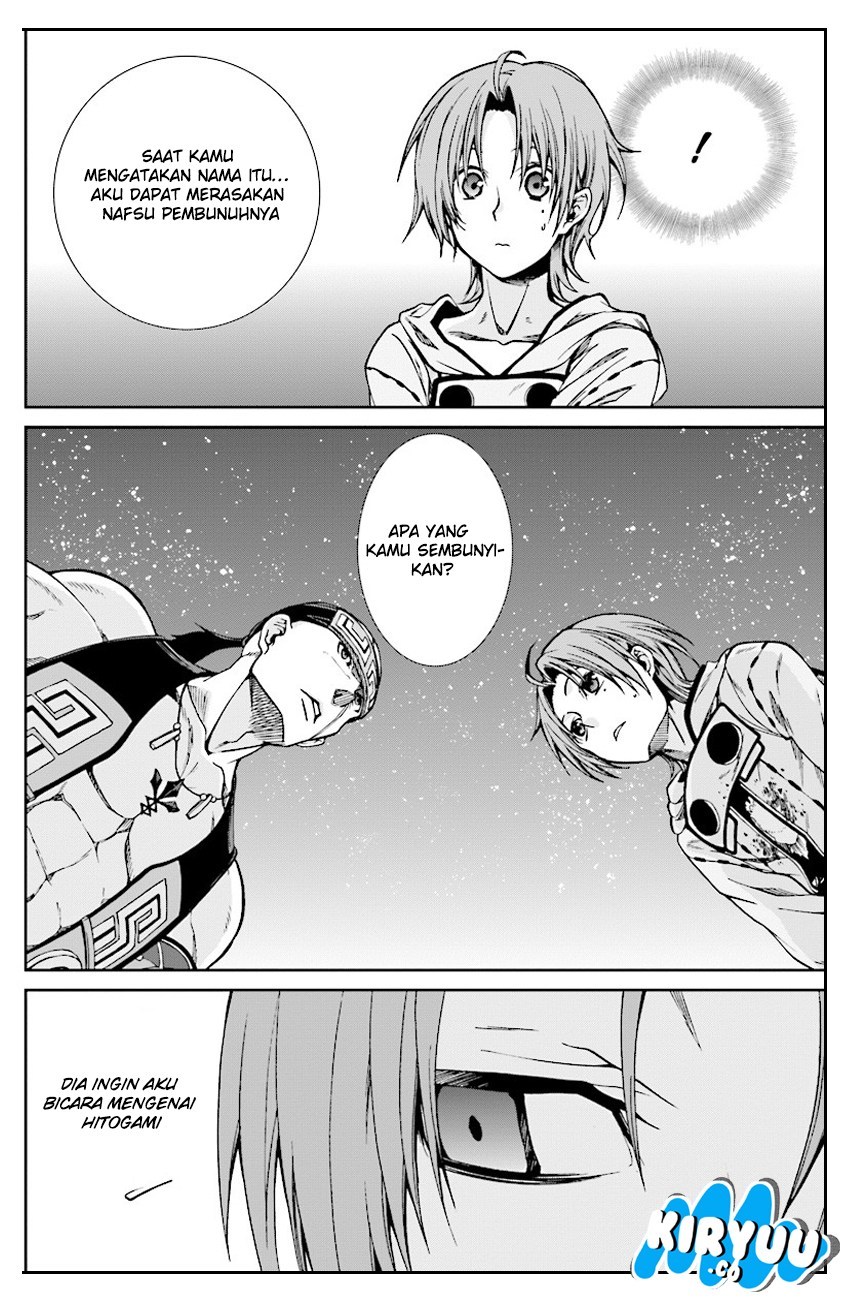 SAAT KAMU
MENGATAKAN NAMA ITU...
AKU DAPAT MERASAKAN
NAFSU PEMBUNUHNYA
!
APA YANG
KAMU SEMBUNYI-
KAN?
DIA INGIN AKU
BICARA MENGENAI
HITOGAMI
KIRYUU
.CO